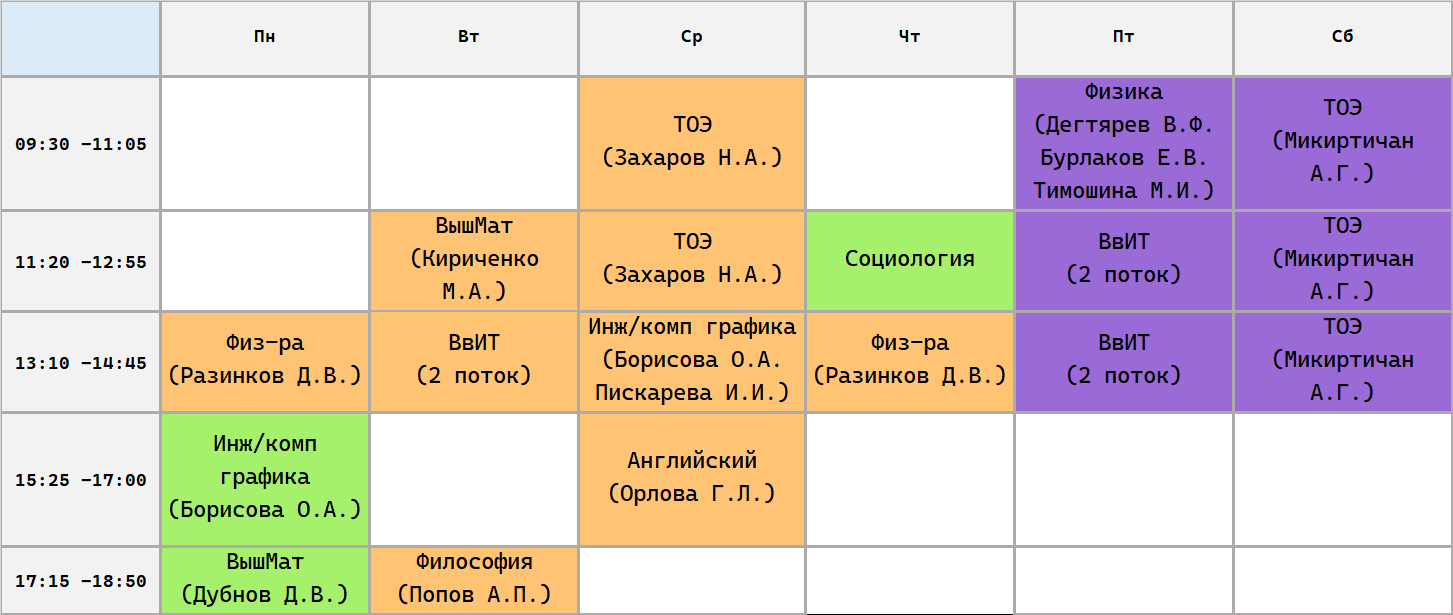 Пн
Вт
Ср
Чт
Пт
Сб
09:30 -11:05
ТОЭ
(Захаров Н.А.)
Физика
(Дегтярев В.Ф.
Бурлаков Е.В.
Тимошина М.И.)
ТОЭ
(Микиртичан
А.Г.)
11:20 -12:55
ВышМат
(Кириченко
М.А.)
ТОЭ
(Захаров Н.А.)
Социология
ВвИТ
(2 поток)
ТОЭ
(Микиртичан
А.Г.)
13:10 -14:45
Физ-ра
(Разинков Д.В.)
ВвИТ
(2 поток)
Инж/комп графика
(Борисова О.А.
Пискарева И.И.)
Физ-ра
(Разинков Д.В.)
ВвИТ
(2 поток)
ТОЭ
(Микиртичан
А.Г.)
15:25 -17:00
Инж/комп
графика
(Борисова О.А.)
Английский
(Орлова Г.Л.)
17:15 -18:50
ВышМат
(Дубнов Д.В.)
Философия
(Попов А.П.)